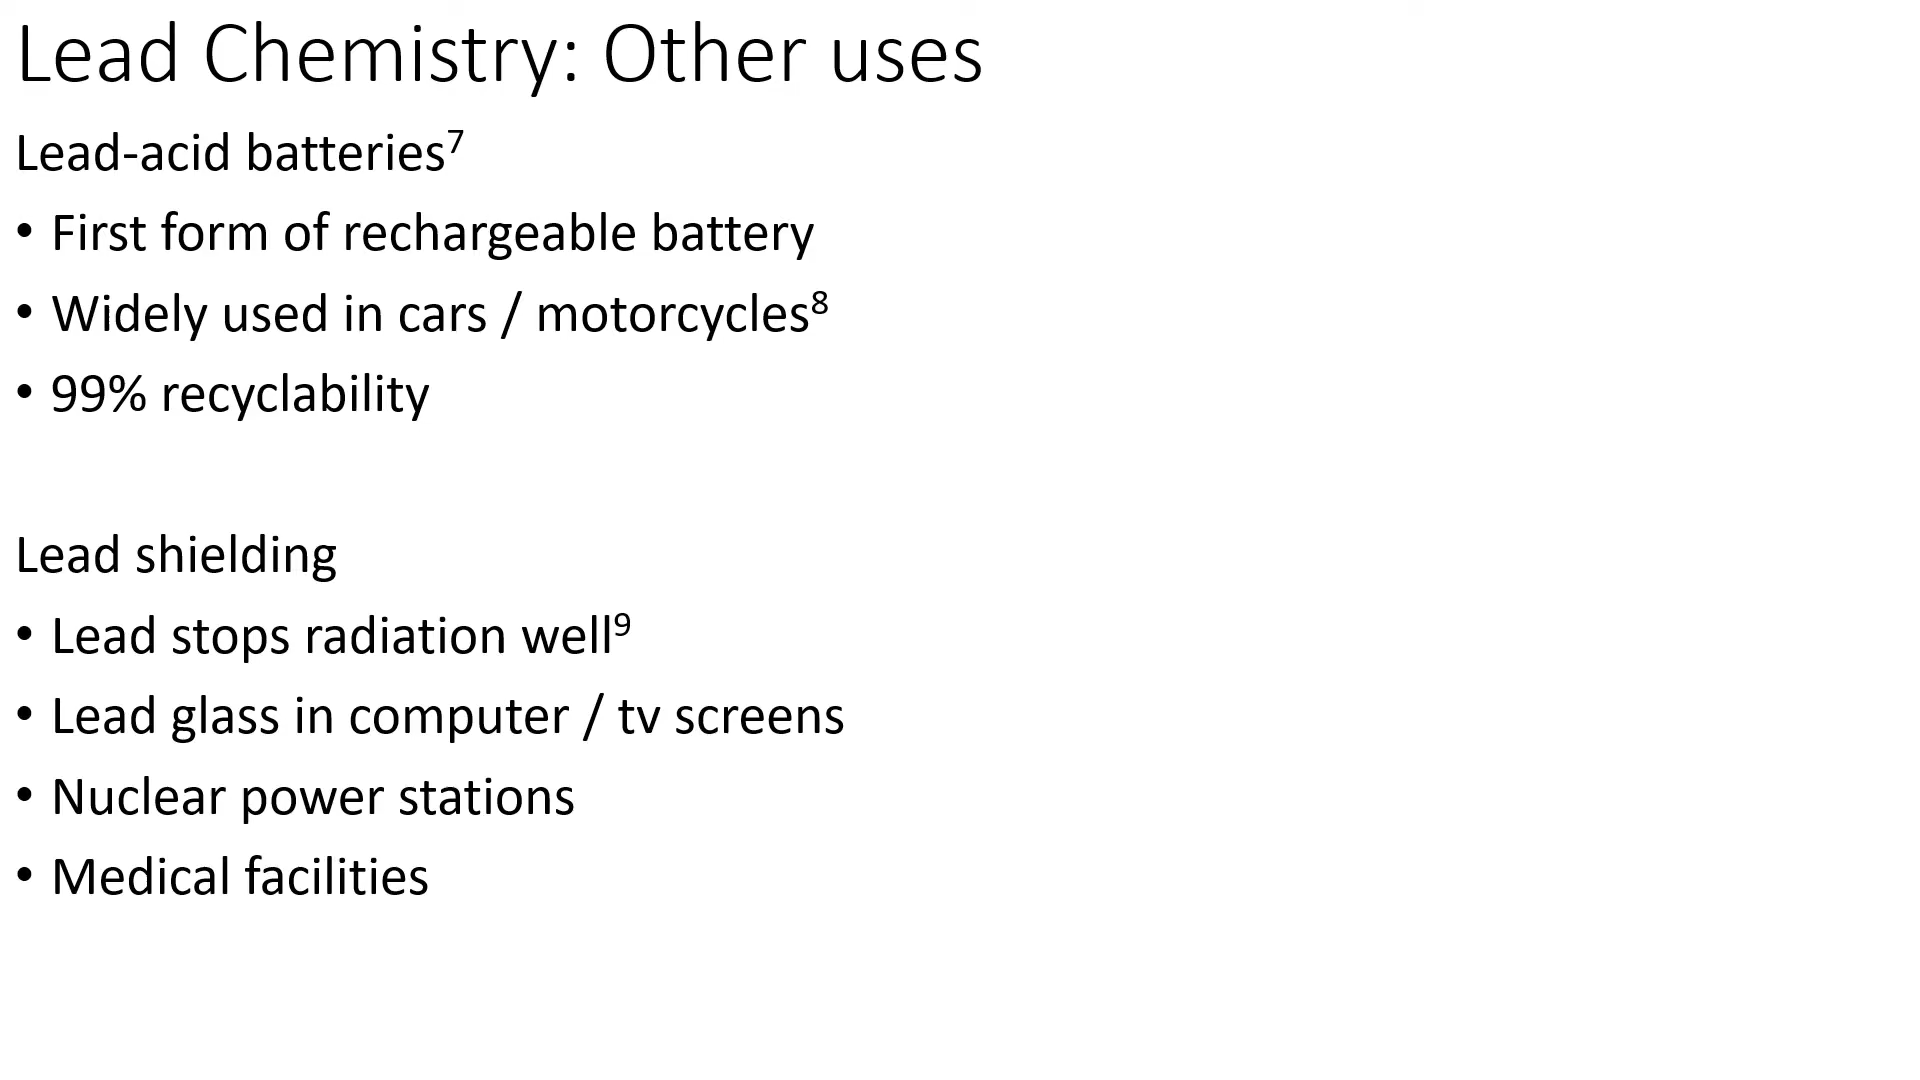 Lead Chemistry: Other uses
Lead-acid batteries⁷
• First form of rechargeable battery
• Widely used in cars / motorcycles⁸
• 99% recyclability
Lead shielding
• Lead stops radiation well⁹
• Lead glass in computer / tv screens
• Nuclear power stations
• Medical facilities